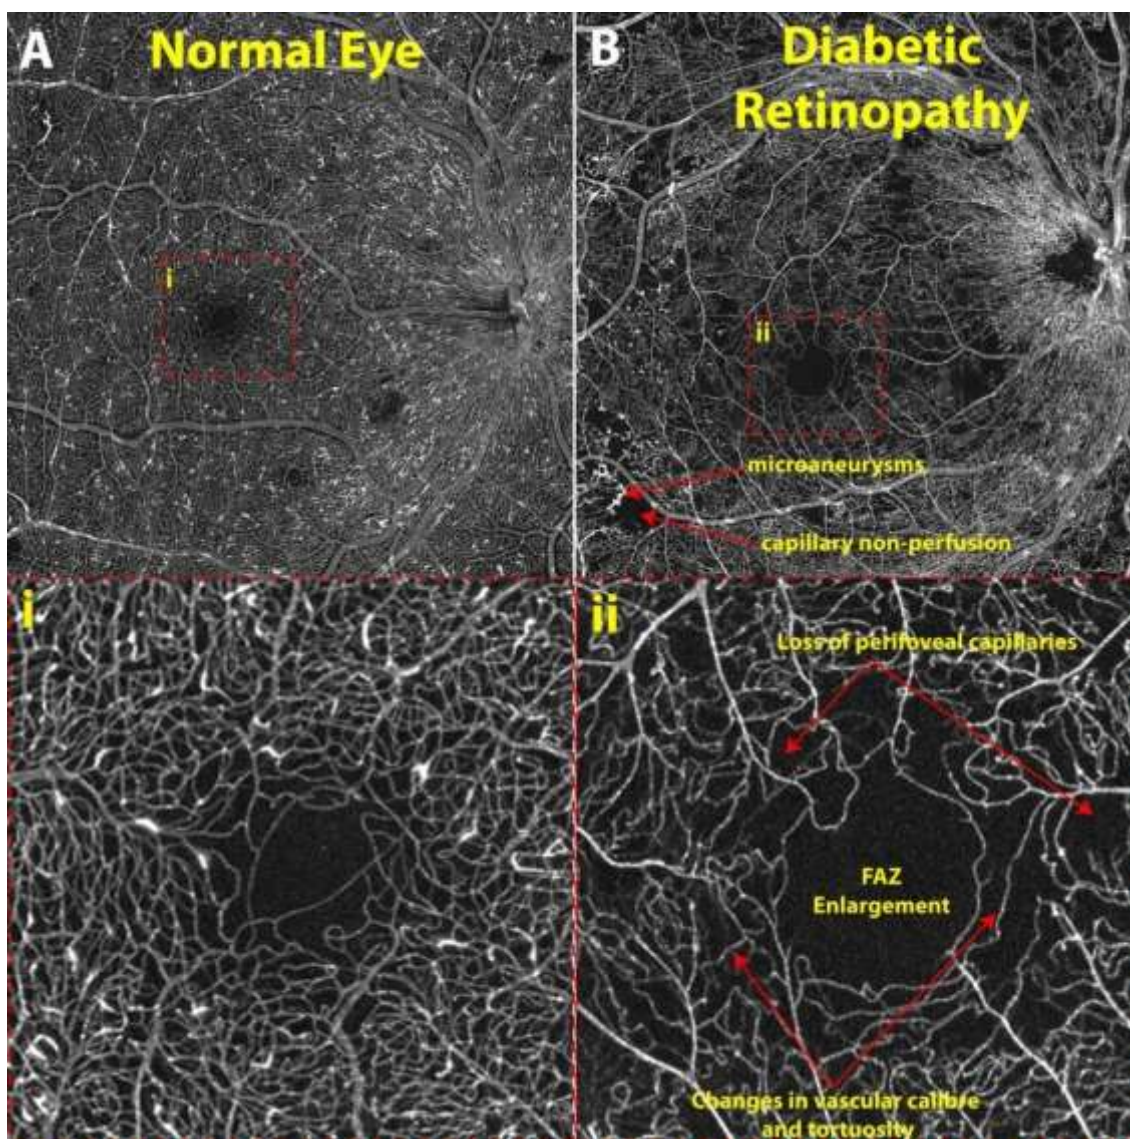 A
Normal Eye
B
Diabetic
Retinopathy
i
ii
microaneurysms
capillary non-perfusion
i
ii
Loss of perifoveal capillaries
FAZ
Enlargement
Changes in vascular calibre
and tortuosity